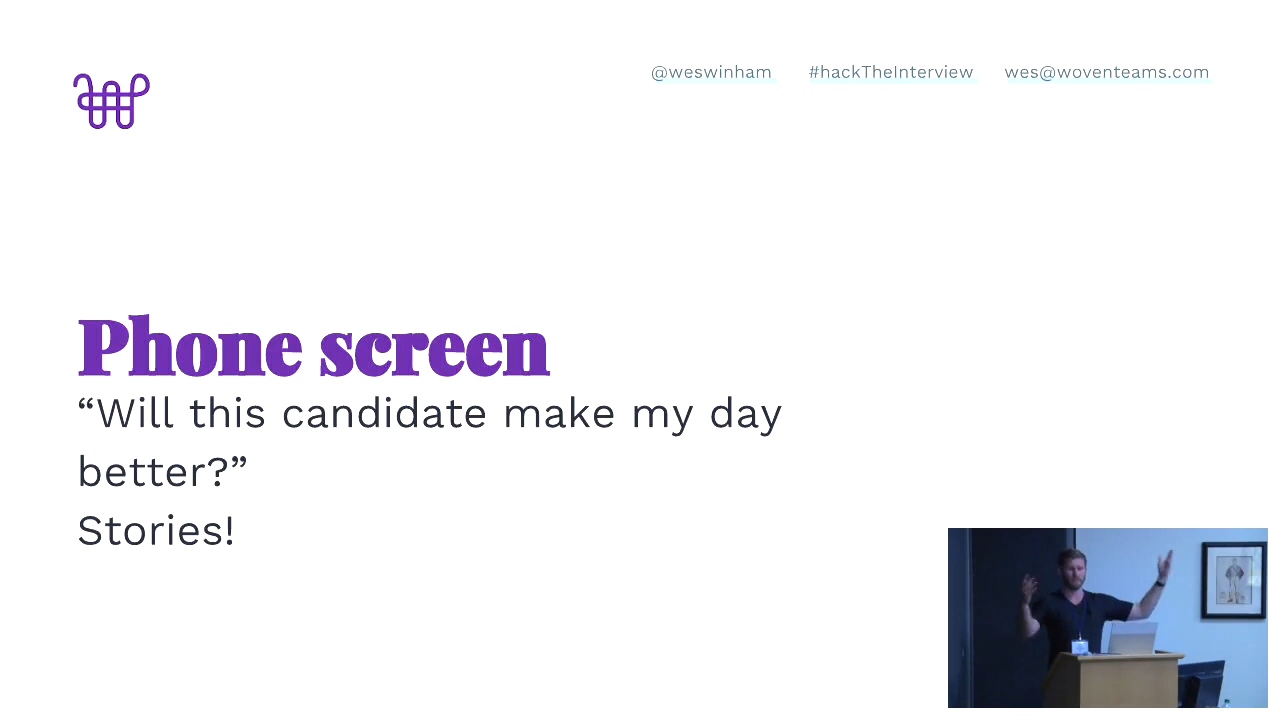 @weswinham #hackTheInterview wes@woventeams.com
Phone screen
“Will this candidate make my day
better?”
Stories!